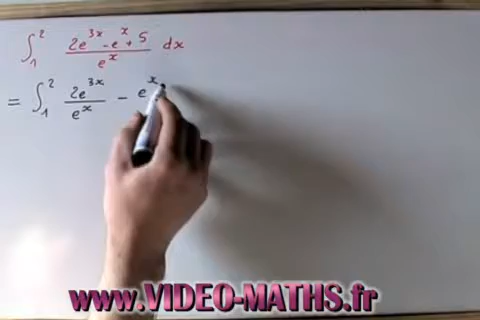 ∫₁² (2e^{3x} - e^x + 5)/e^x dx
= ∫₁² 2e^{3x}/e^x - e^x
www.VIDEO-MATHS.fr